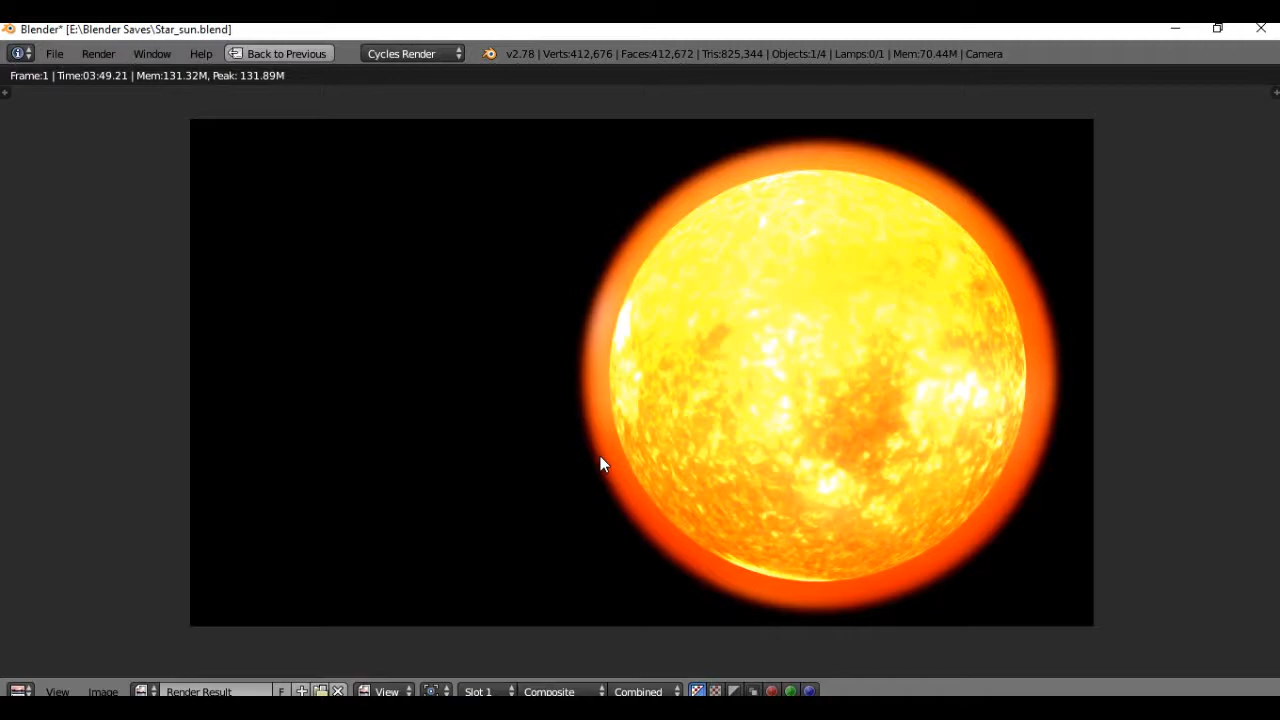 Blender* [E:\Blender Saves\Star_sun.blend]
File Render Window Help Back to Previous Cycles Render v2.78 | Verts:412,676 | Faces:412,672 | Tris:825,344 | Objects:1/4 | Lamps:0/1 | Mem:70.44M | Camera
Frame:1 | Time:03:49.21 | Mem:131.32M, Peak: 131.89M
View Image Render Result F View Slot 1 Composite Combined